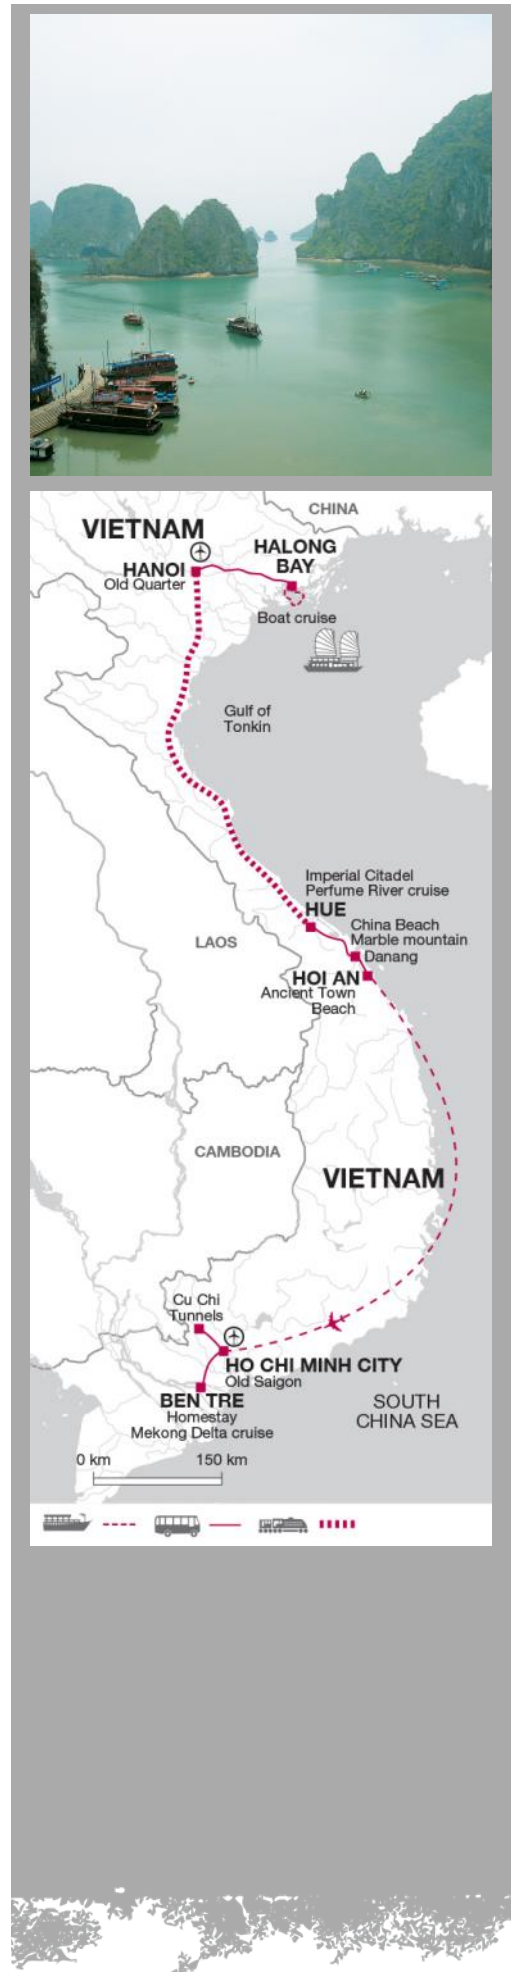 CHINA
VIETNAM
HALONG
BAY
HANOI
Old Quarter
Boat cruise
Gulf of
Tonkin
Imperial Citadel
Perfume River cruise
HUE
China Beach
Marble mountain
Danang
LAOS
HOI AN
Ancient Town
Beach
CAMBODIA
VIETNAM
Cu Chi
Tunnels
HO CHI MINH CITY
Old Saigon
BEN TRE
Homestay
Mekong Delta cruise
SOUTH
CHINA SEA
0 km 150 km